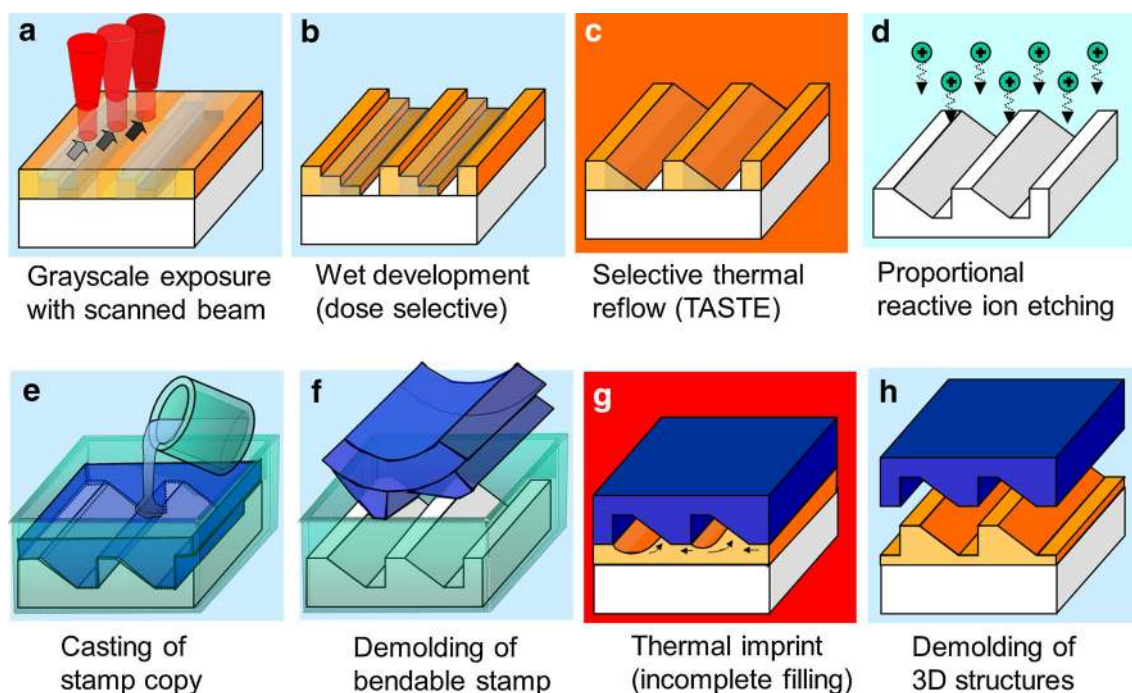 a
Grayscale exposure
with scanned beam
b
Wet development
(dose selective)
c
Selective thermal
reflow (TASTE)
d
+ + + +
+ + +
Proportional
reactive ion etching
e
Casting of
stamp copy
f
Demolding of
bendable stamp
g
Thermal imprint
(incomplete filling)
h
Demolding of
3D structures